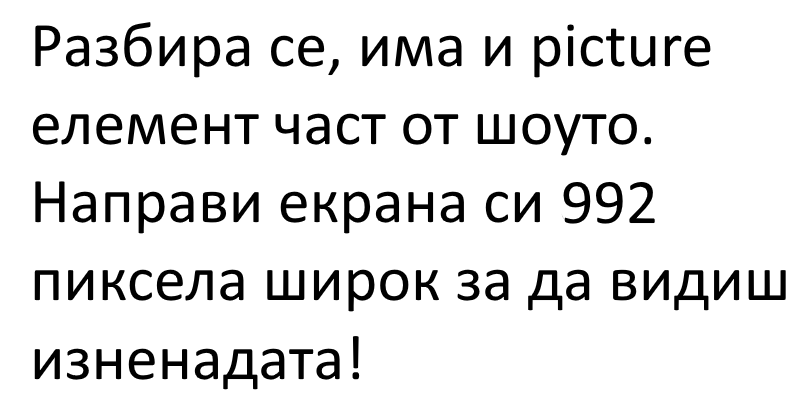 Разбира се, има и picture
елемент част от шоуто.
Направи екрана си 992
пиксела широк за да видиш
изненадата!